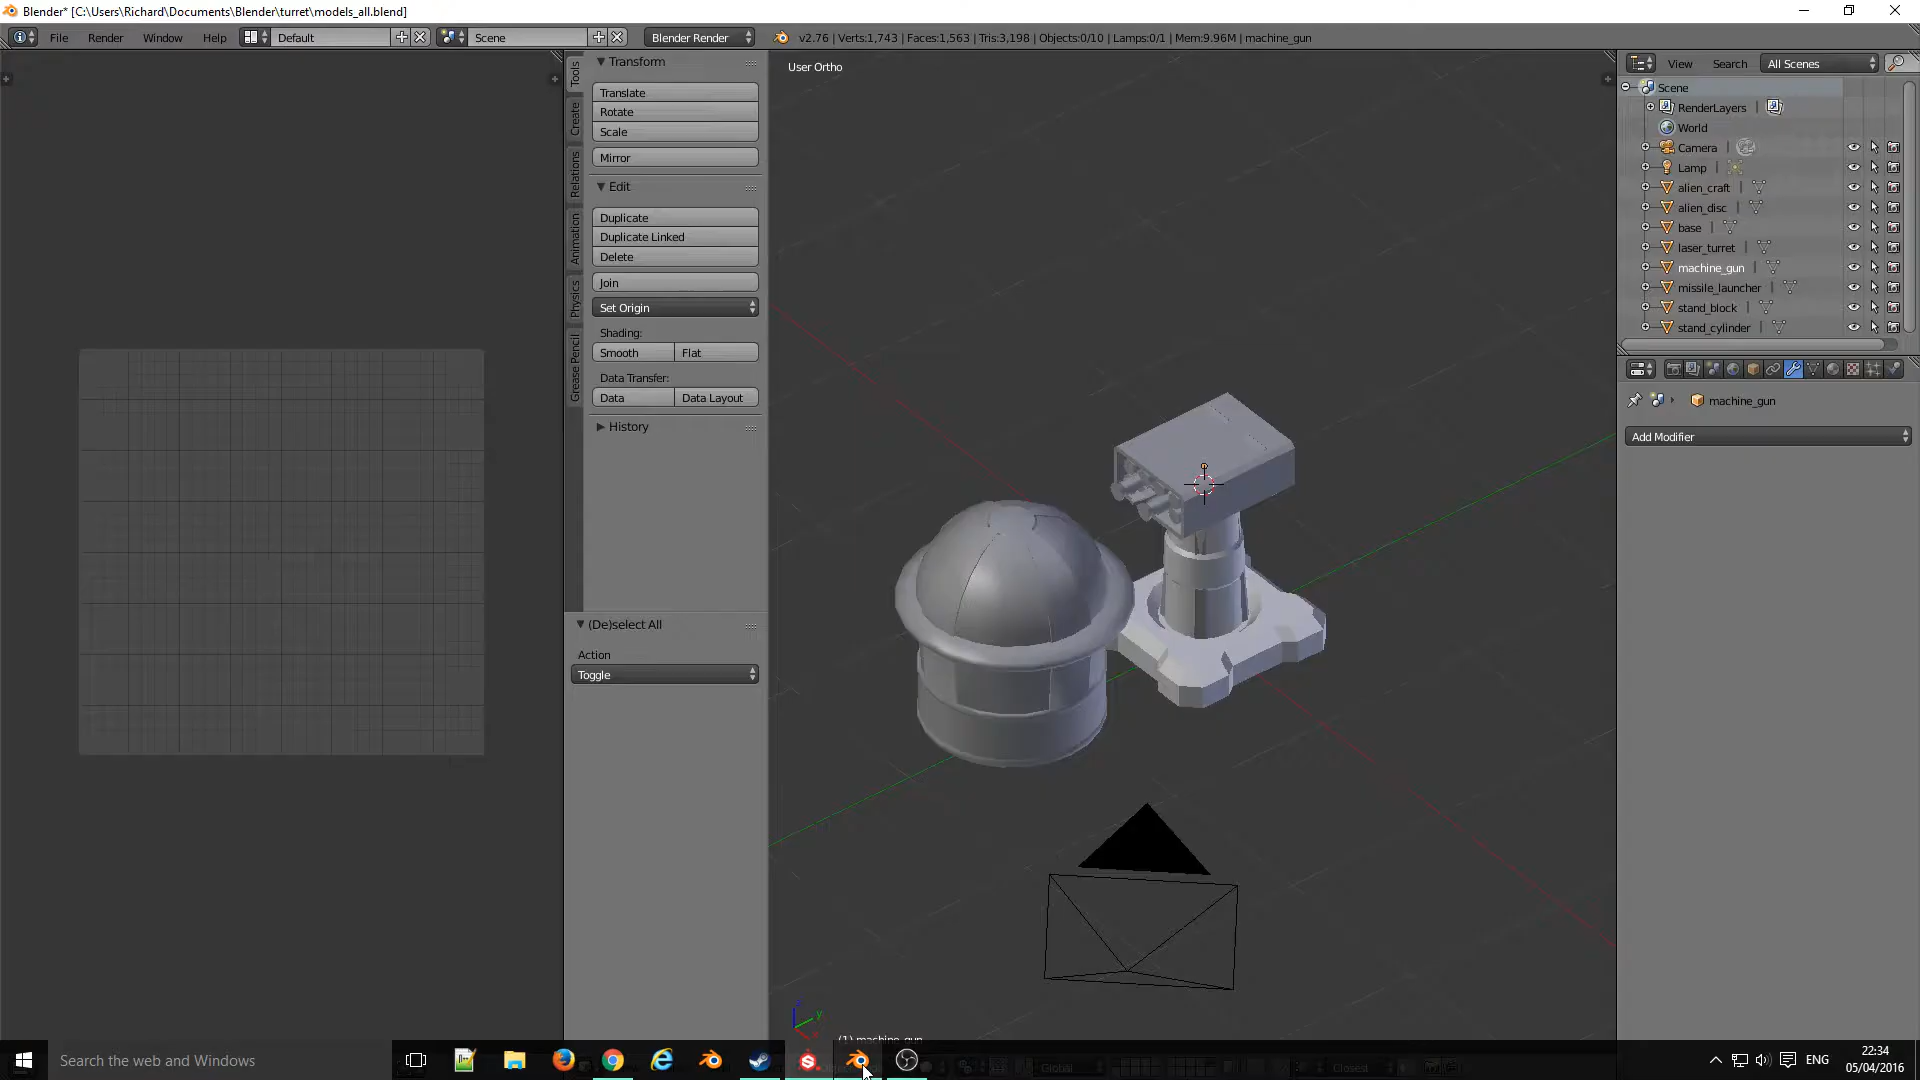 Blender* [C:\Users\Richard\Documents\Blender\turret\models_all.blend]
File Render Window Help Default Scene Blender Render v2.76 | Verts:1,743 | Faces:1,563 | Tris:3,198 | Objects:0/10 | Lamps:0/1 | Mem:9.96M | machine_gun
Tools
Create
Relations
Animation
Physics
Grease Pencil
Transform
Translate
Rotate
Scale
Mirror
Edit
Duplicate
Duplicate Linked
Delete
Join
Set Origin
Shading:
Smooth Flat
Data Transfer:
Data Data Layout
History
(De)select All
Action
Toggle
User Ortho
z
y
(1) machine_gun
View Search All Scenes
Scene
RenderLayers |
World
Camera |
Lamp |
alien_craft |
alien_disc |
base |
laser_turret |
machine_gun |
missile_launcher |
stand_block |
stand_cylinder |
machine_gun
Add Modifier
Global Closest
Search the web and Windows
ENG
22:34
05/04/2016